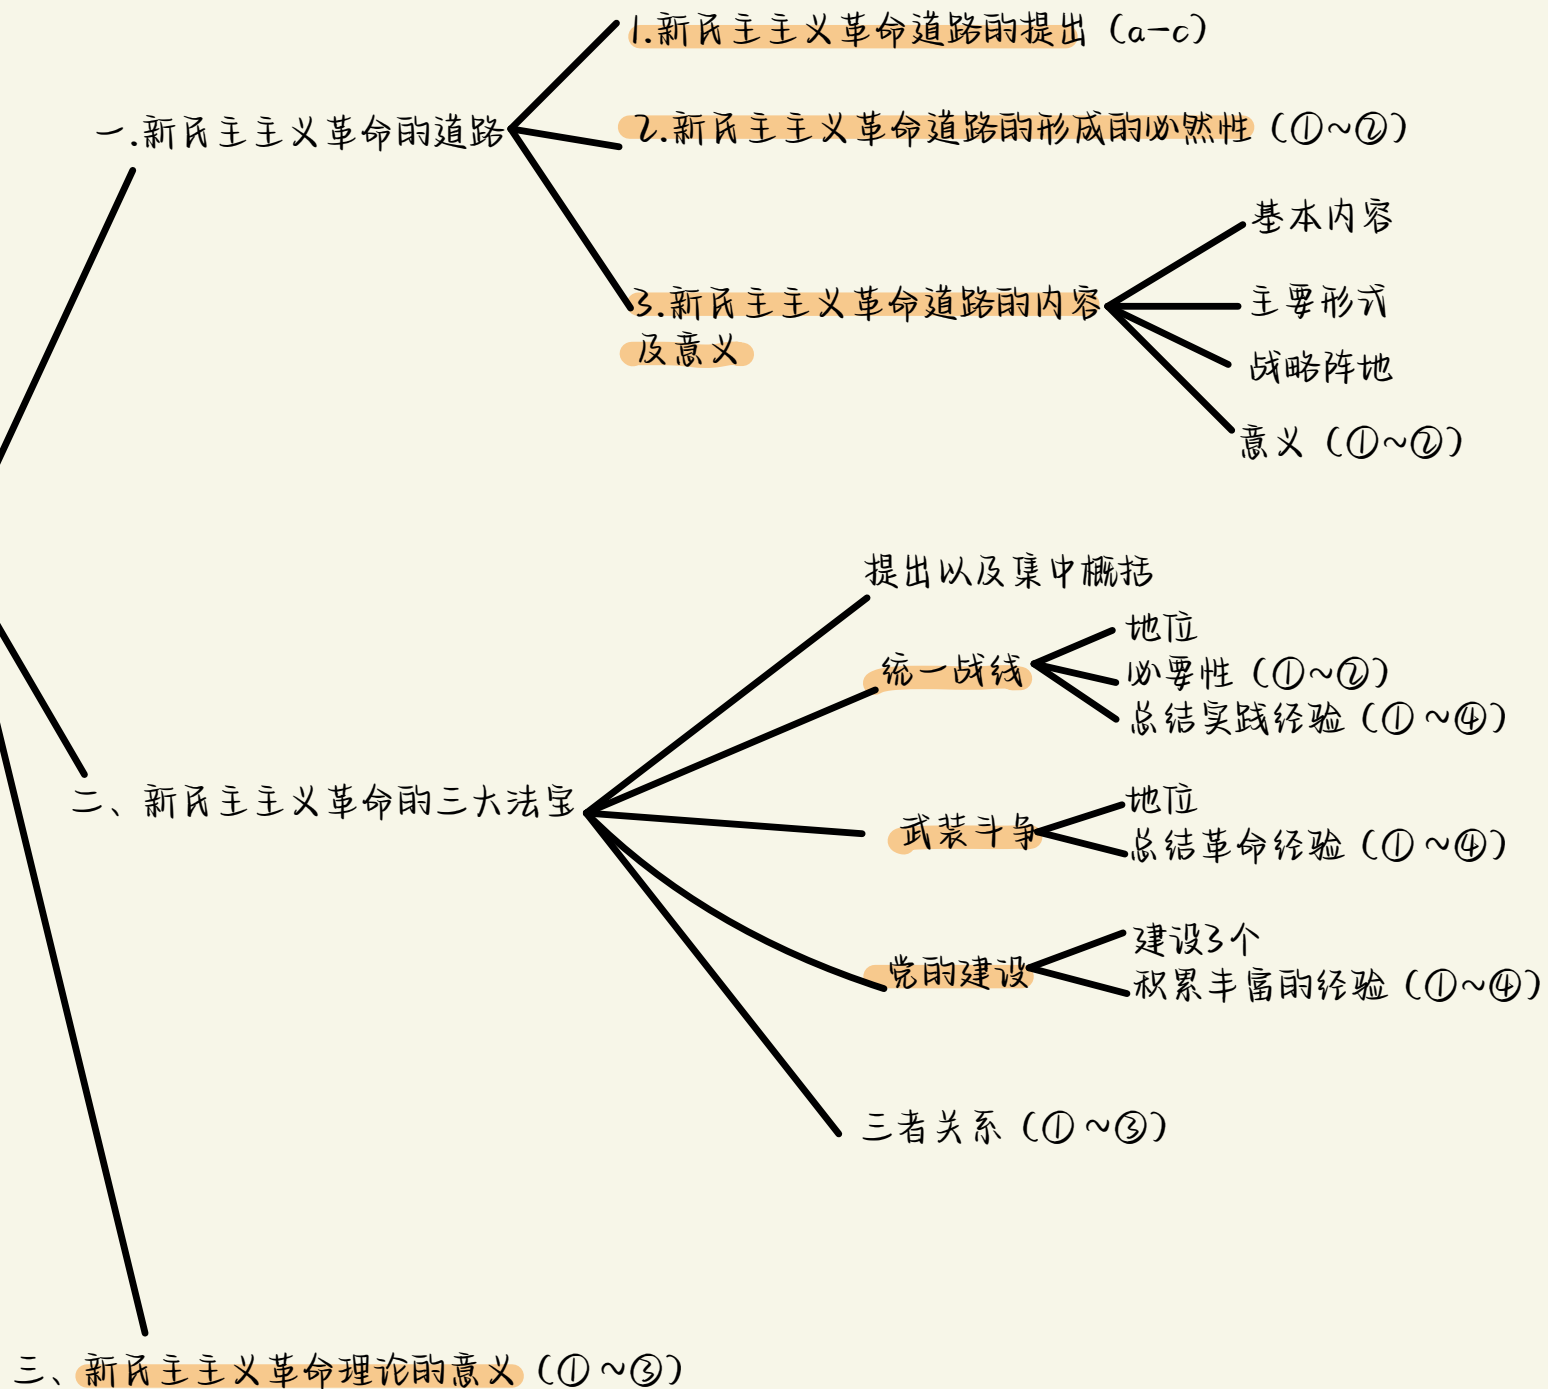 1.新民主主义革命道路的提出（a-c）
一.新民主主义革命的道路
2.新民主主义革命道路的形成的必然性（①~②）
基本内容
3.新民主主义革命道路的内容
及意义
主要形式
战略阵地
意义（①~②）
提出以及集中概括
统一战线
地位
必要性（①~②）
总结实践经验（①~④）
二、新民主主义革命的三大法宝
武装斗争
地位
总结革命经验（①~④）
党的建设
建设3个
积累丰富的经验（①~④）
三者关系（①~③）
三、新民主主义革命理论的意义（①~③）